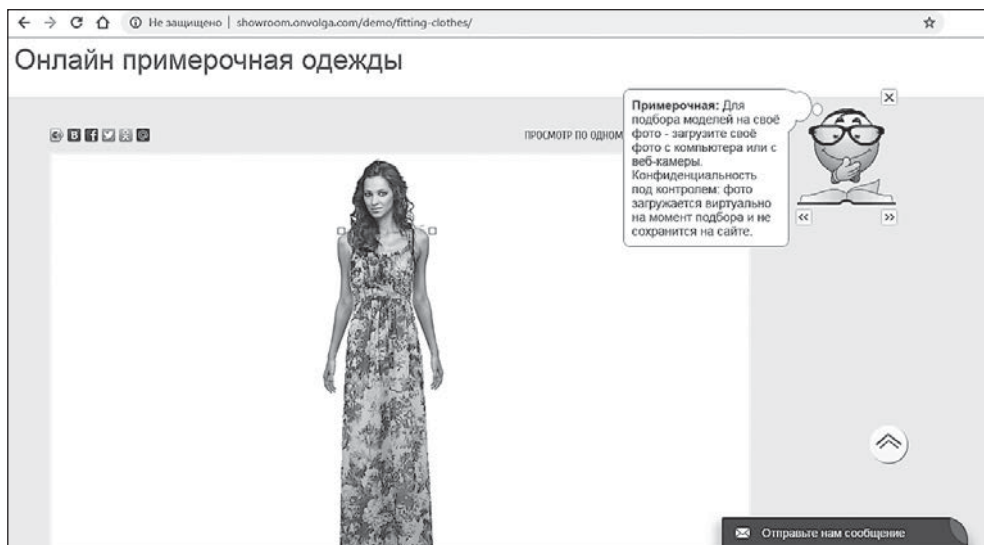 Не защищено | showroom.onvolga.com/demo/fitting-clothes/
Онлайн примерочная одежды
ПРОСМОТР ПО ОДНОМ
Примерочная: Для
подбора моделей на своё
фото - загрузите своё
фото с компьютера или с
веб-камеры.
Конфиденциальность
под контролем: фото
загружается виртуально
на момент подбора и не
сохранится на сайте.
Отправьте нам сообщение